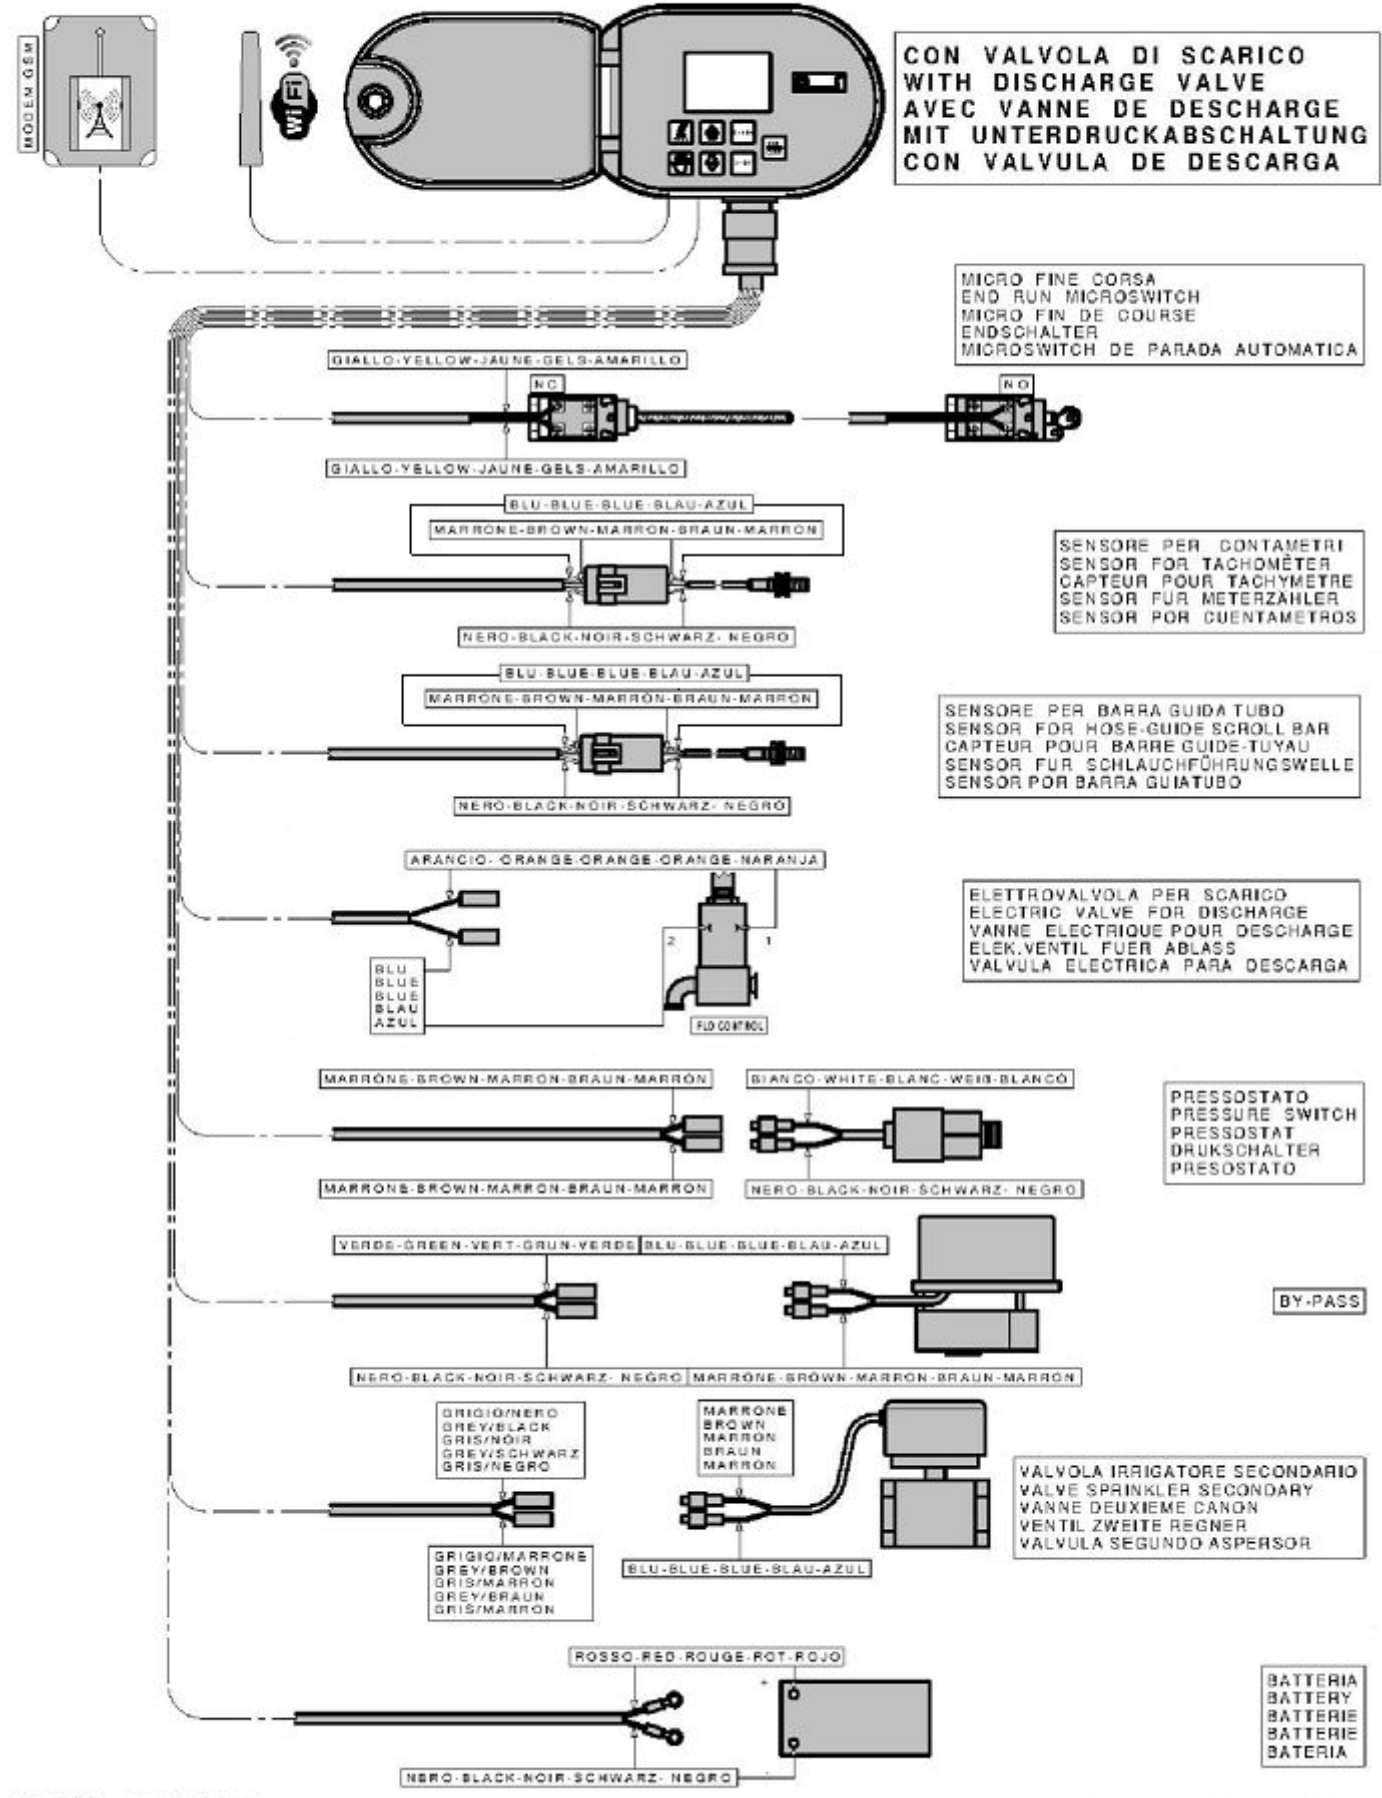 MODEM GSM
WiFi
CON VALVOLA DI SCARICO
WITH DISCHARGE VALVE
AVEC VANNE DE DESCHARGE
MIT UNTERDRUCKABSCHALTUNG
CON VALVULA DE DESCARGA
MICRO FINE CORSA
END RUN MICROSWITCH
MICRO FIN DE COURSE
ENDSCHALTER
MICROSWITCH DE PARADA AUTOMATICA
GIALLO-YELLOW-JAUNE-GELS-AMARILLO
NC
NO
GIALLO-YELLOW-JAUNE-GELS-AMARILLO
BLU-BLUE-BLUE-BLAU-AZUL
MARRONE-BROWN-MARRON-BRAUN-MARRON
SENSORE PER CONTAMETRI
SENSOR FOR TACHOMETER
CAPTEUR POUR TACHYMETRE
SENSOR FUR METERZAHLER
SENSOR POR CUENTAMETROS
NERO-BLACK-NOIR-SCHWARZ- NEGRO
BLU-BLUE-BLUE-BLAU-AZUL
MARRONE-BROWN-MARRON-BRAUN-MARRON
SENSORE PER BARRA GUIDA TUBO
SENSOR FOR HOSE-GUIDE SCROLL BAR
CAPTEUR POUR BARRE GUIDE-TUYAU
SENSOR FUR SCHLAUCHFÜHRUNGSWELLE
SENSOR POR BARRA GUIATUBO
NERO-BLACK-NOIR-SCHWARZ- NEGRO
ARANCIO- ORANGE-ORANGE-ORANGE-NARANJA
ELETTROVALVOLA PER SCARICO
ELECTRIC VALVE FOR DISCHARGE
VANNE ELECTRIQUE POUR DESCHARGE
ELEK.VENTIL FUER ABLASS
VALVULA ELECTRICA PARA DESCARGA
2
1
BLU
BLUE
BLUE
BLAU
AZUL
FLO CONTROL
MARRONE-BROWN-MARRON-BRAUN-MARRON
BIANCO-WHITE-BLANC-WEIB-BLANCO
PRESSOSTATO
PRESSURE SWITCH
PRESSOSTAT
DRUKSCHALTER
PRESOSTATO
MARRONE-BROWN-MARRON-BRAUN-MARRON
NERO-BLACK-NOIR-SCHWARZ- NEGRO
VERDE-GREEN-VERT-GRUN-VERDE
BLU-BLUE-BLUE-BLAU-AZUL
BY-PASS
NERO-BLACK-NOIR-SCHWARZ- NEGRO
MARRONE-BROWN-MARRON-BRAUN-MARRON
GRIGIO/NERO
GREY/BLACK
GRIS/NOIR
GREY/SCHWARZ
GRIS/NEGRO
MARRONE
BROWN
MARRON
BRAUN
MARRON
VALVOLA IRRIGATORE SECONDARIO
VALVE SPRINKLER SECONDARY
VANNE DEUXIEME CANON
VENTIL ZWEITE REGNER
VALVULA SEGUNDO ASPERSOR
GRIGIO/MARRONE
GREY/BROWN
GRIS/MARRON
GREY/BRAUN
GRIS/MARRON
BLU-BLUE-BLUE-BLAU-AZUL
ROSSO-RED-ROUGE-ROT-ROJO
+
BATTERIA
BATTERY
BATTERIE
BATTERIE
BATERIA
NERO-BLACK-NOIR-SCHWARZ- NEGRO
-